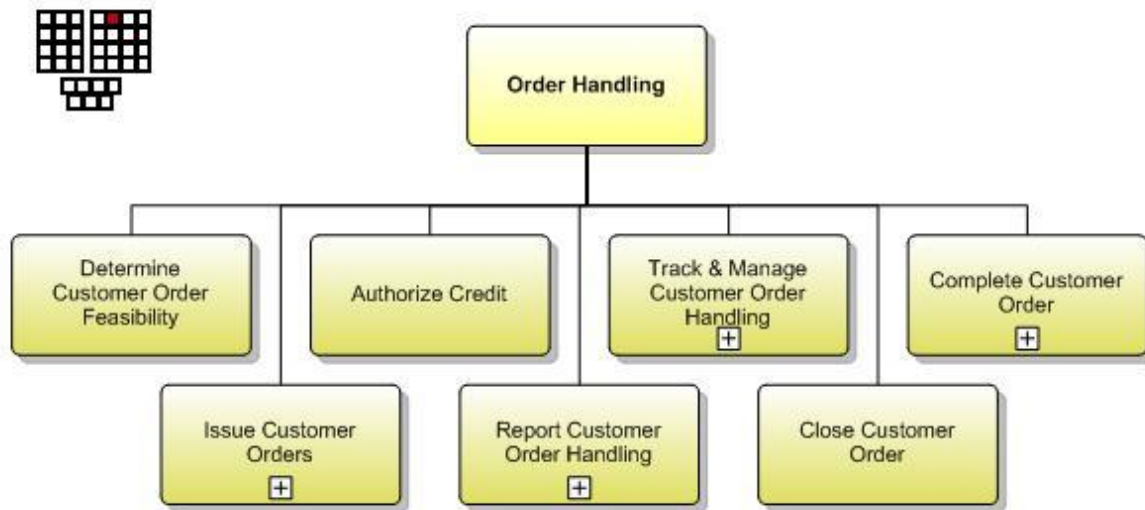 Order Handling
Determine
Customer Order
Feasibility
Authorize Credit
Track & Manage
Customer Order
Handling
Complete Customer
Order
Issue Customer
Orders
Report Customer
Order Handling
Close Customer
Order